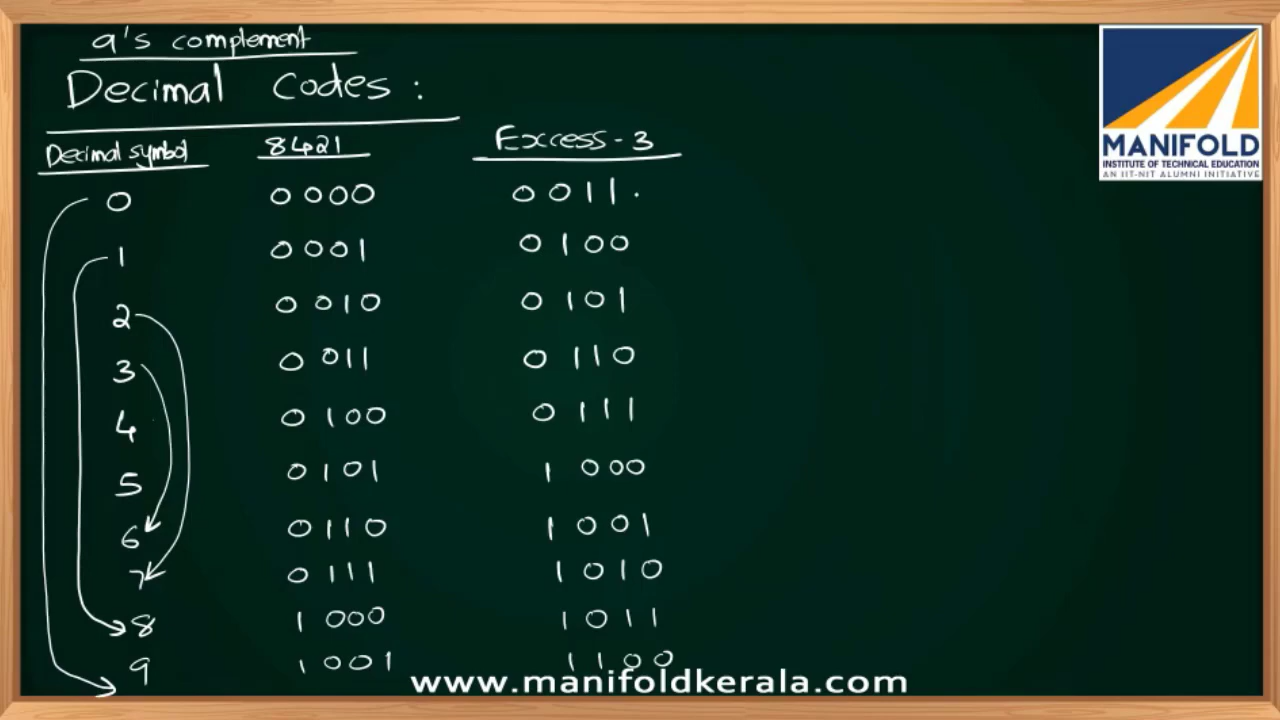 9's complement
Decimal Codes :
Decimal symbol 8421 Excess-3
0 0000 0011.
1 0001 0100
2 0010 0101
3 0011 0110
4 0100 0111
5 0101 1000
6 0110 1001
7 0111 1010
8 1000 1011
9 1001 1100
www.manifoldkerala.com
MANIFOLD
INSTITUTE OF TECHNICAL EDUCATION
AN IIT-NIT ALUMNI INITIATIVE